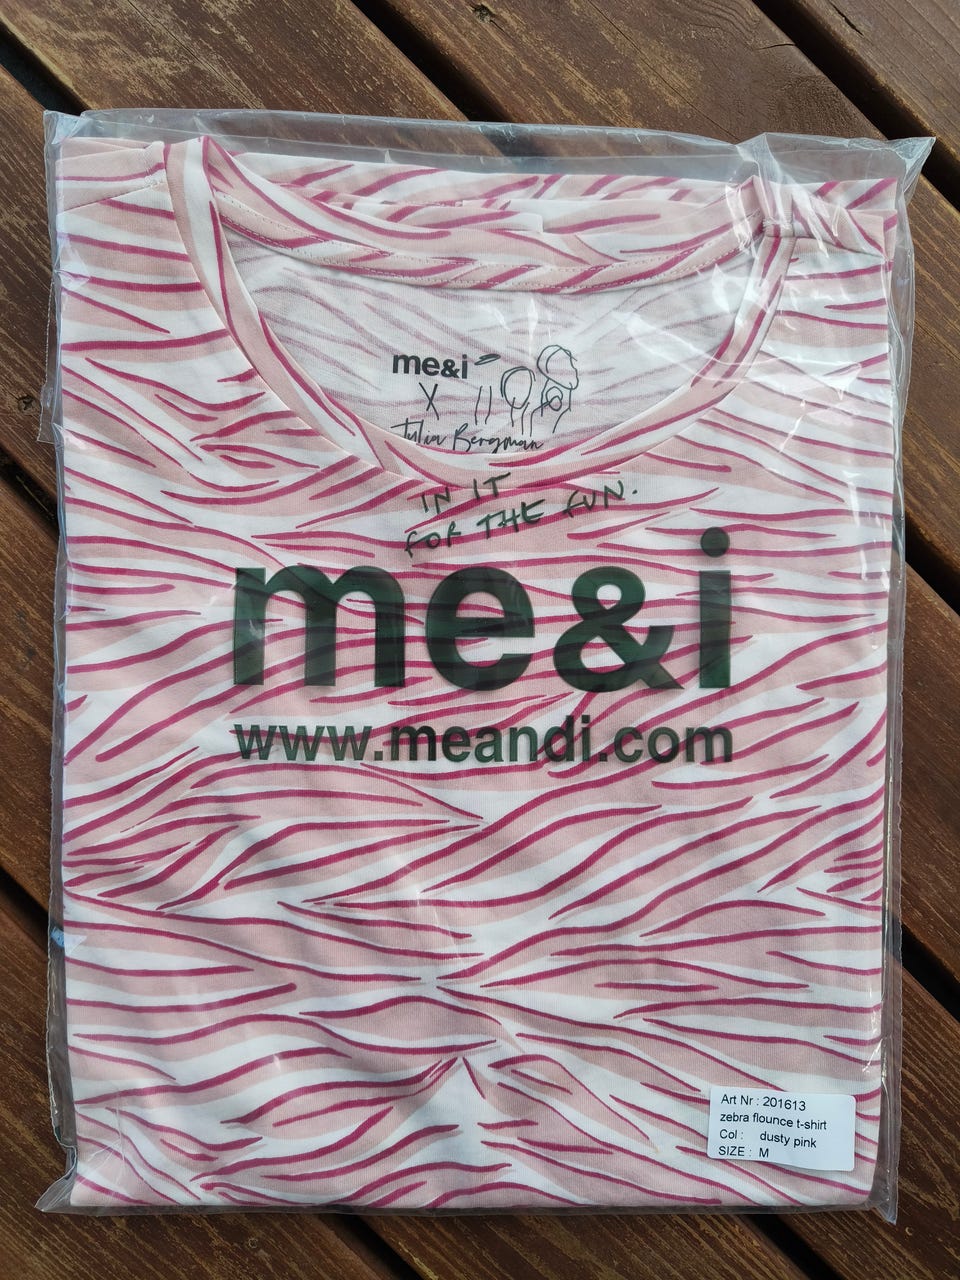 me&i
X
Julia Bergman
IN IT
FOR THE FUN.
me&i
www.meandi.com
Art Nr : 201613
zebra flounce t-shirt
Col : dusty pink
SIZE : M